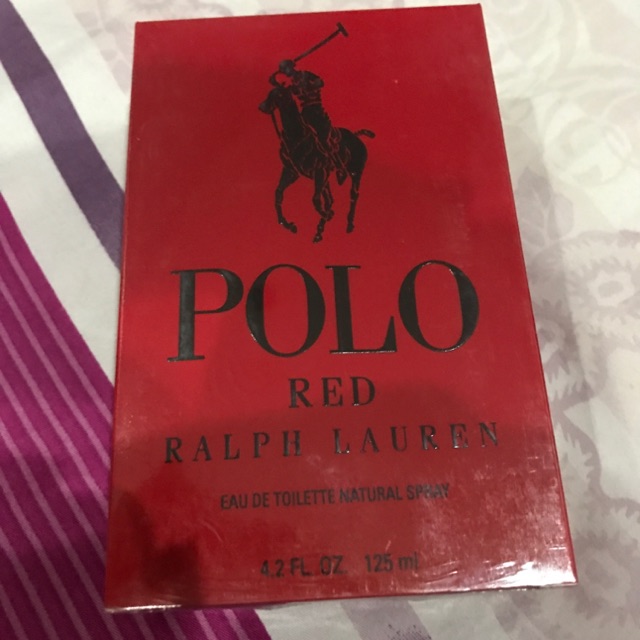 POLO
RED
RALPH LAUREN
EAU DE TOILETTE NATURAL SPRAY
4.2 FL.OZ. 125 ml